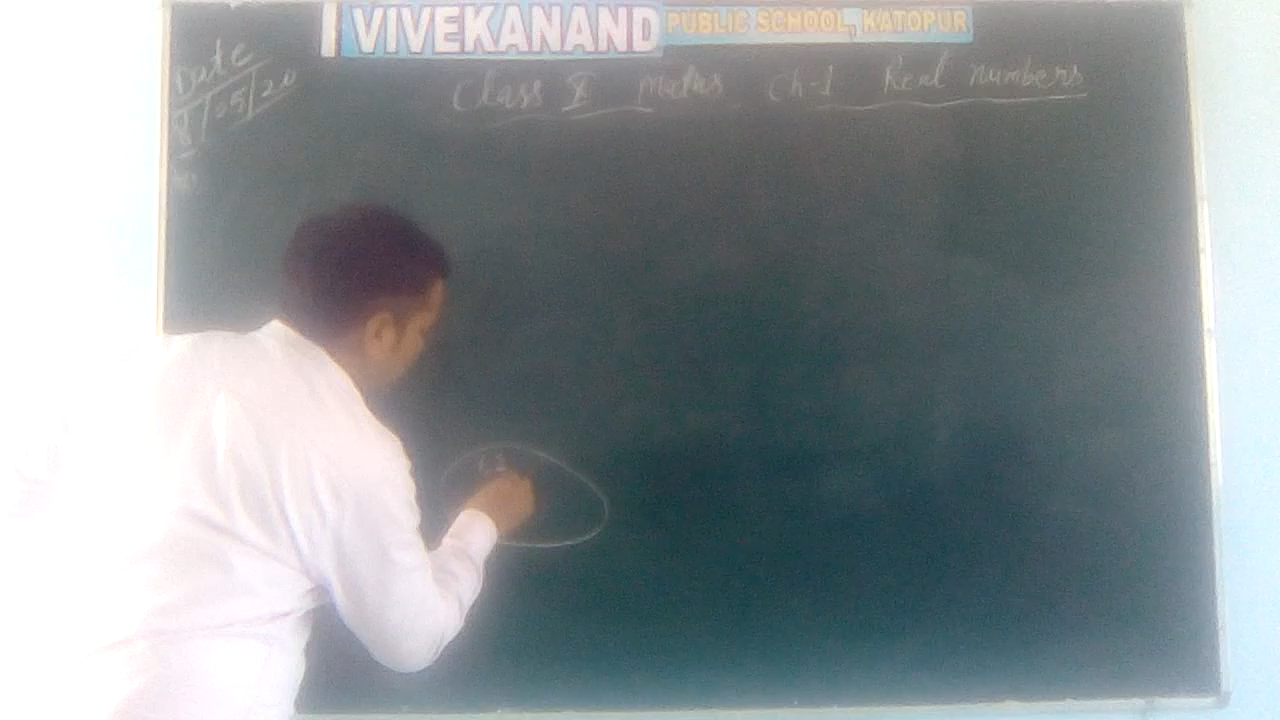 VIVEKANAND PUBLIC SCHOOL, KATOPUR
Date
8/05/20
Class X Maths Ch-1 Real numbers